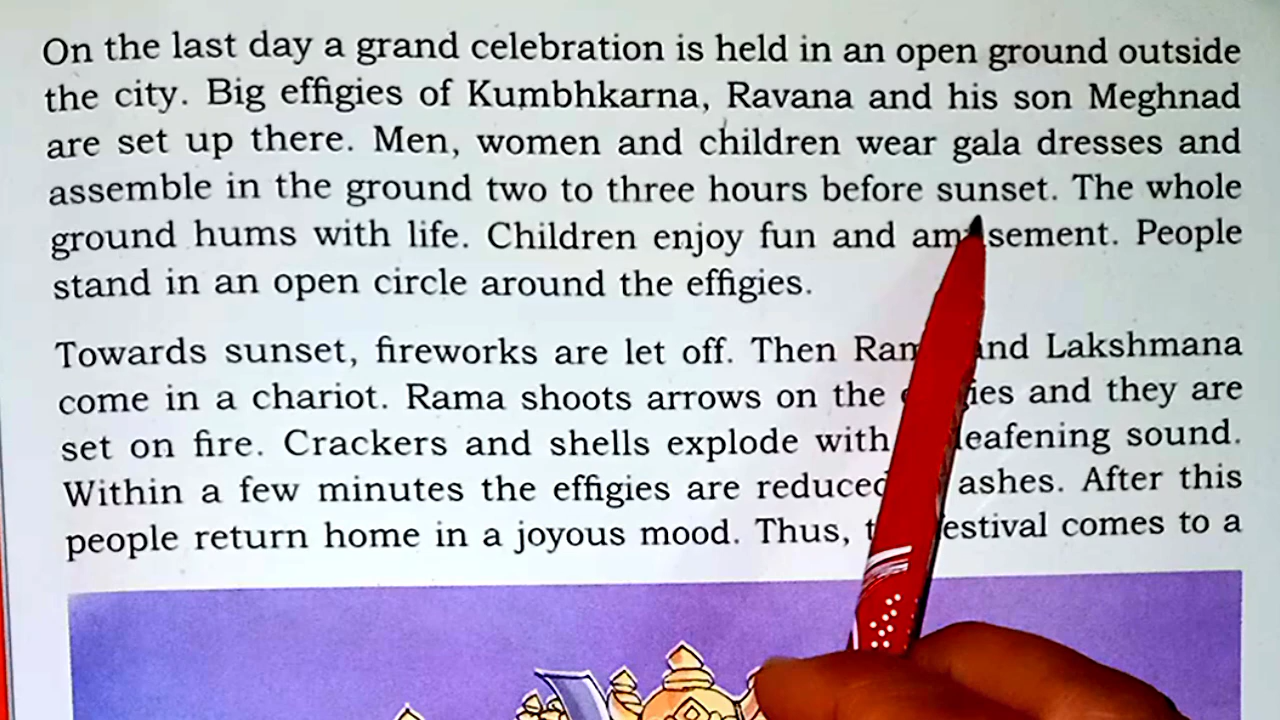 On the last day a grand celebration is held in an open ground outside
the city. Big effigies of Kumbhkarna, Ravana and his son Meghnad
are set up there. Men, women and children wear gala dresses and
assemble in the ground two to three hours before sunset. The whole
ground hums with life. Children enjoy fun and amusement. People
stand in an open circle around the effigies.
Towards sunset, fireworks are let off. Then and Lakshmana
come in a chariot. Rama shoots arrows on the and they are
set on fire. Crackers and shells explode with deafening sound.
Within a few minutes the effigies are reduced ashes. After this
people return home in a joyous mood. Thus, festival comes to a